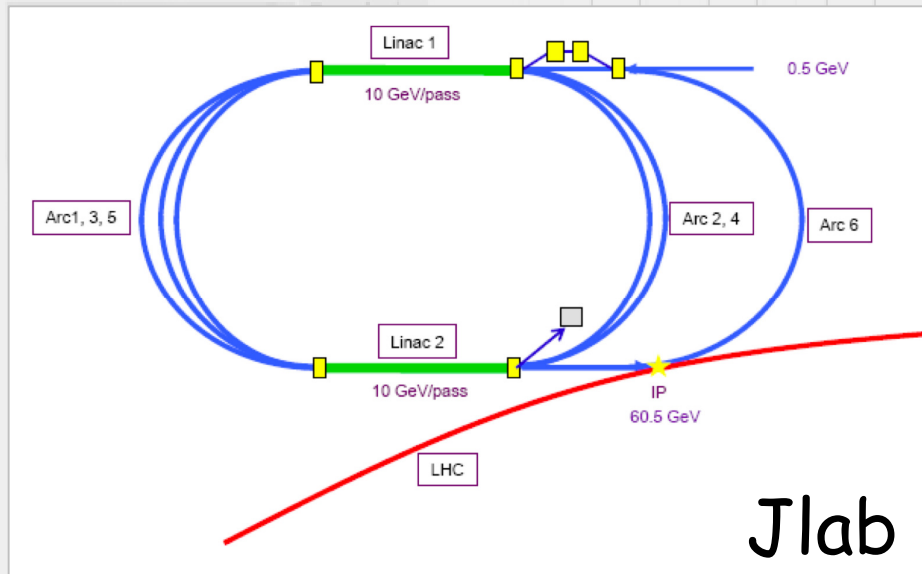 Linac 1
0.5 GeV
10 GeV/pass
Arc1, 3, 5
Arc 2, 4
Arc 6
Linac 2
10 GeV/pass
IP
60.5 GeV
LHC
Jlab